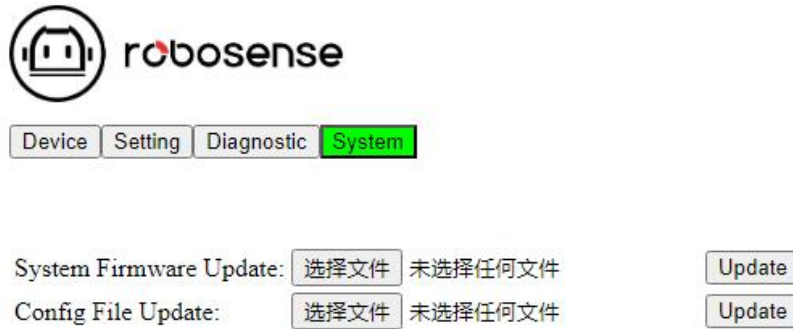 robosense
Device Setting Diagnostic System
System Firmware Update: 选择文件 未选择任何文件 Update
Config File Update: 选择文件 未选择任何文件 Update